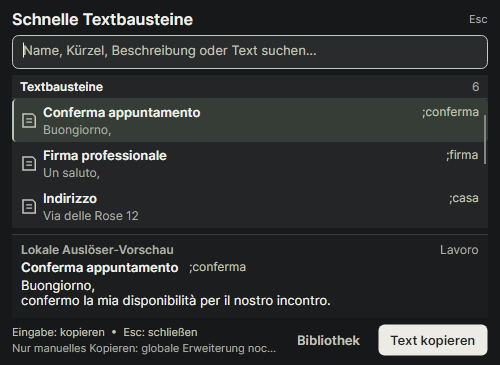 Schnelle Textbausteine
Esc
Name, Kürzel, Beschreibung oder Text suchen...
Textbausteine
6
Conferma appuntamento
;conferma
Buongiorno,
Firma professionale
;firma
Un saluto,
Indirizzo
;casa
Via delle Rose 12
Lokale Auslöser-Vorschau
Lavoro
Conferma appuntamento
;conferma
Buongiorno,
confermo la mia disponibilità per il nostro incontro.
Eingabe: kopieren • Esc: schließen
Nur manuelles Kopieren: globale Erweiterung noc...
Bibliothek
Text kopieren